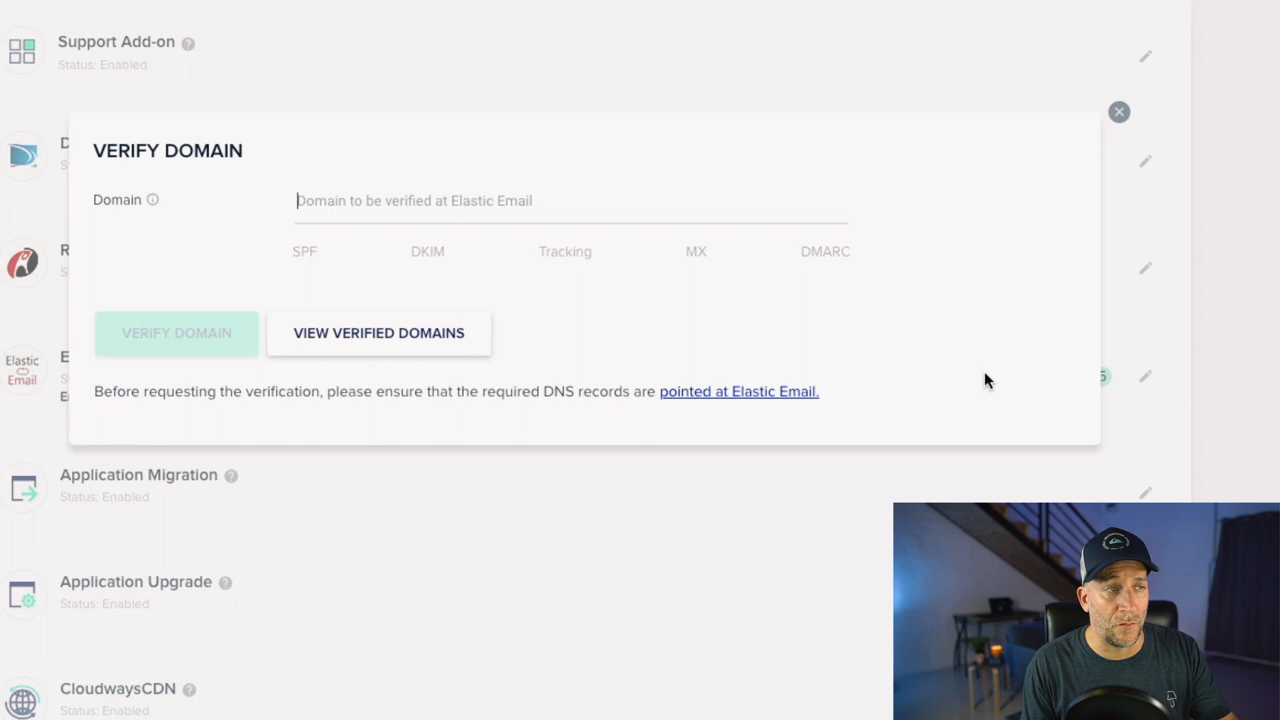 Support Add-on
Status: Enabled
D
S
VERIFY DOMAIN
Domain
Domain to be verified at Elastic Email
SPF DKIM Tracking MX DMARC
R
S
VERIFY DOMAIN VIEW VERIFIED DOMAINS
Elastic
Email
E
S
E
5
Before requesting the verification, please ensure that the required DNS records are pointed at Elastic Email.
Application Migration
Status: Enabled
Application Upgrade
Status: Enabled
CloudwaysCDN
Status: Enabled